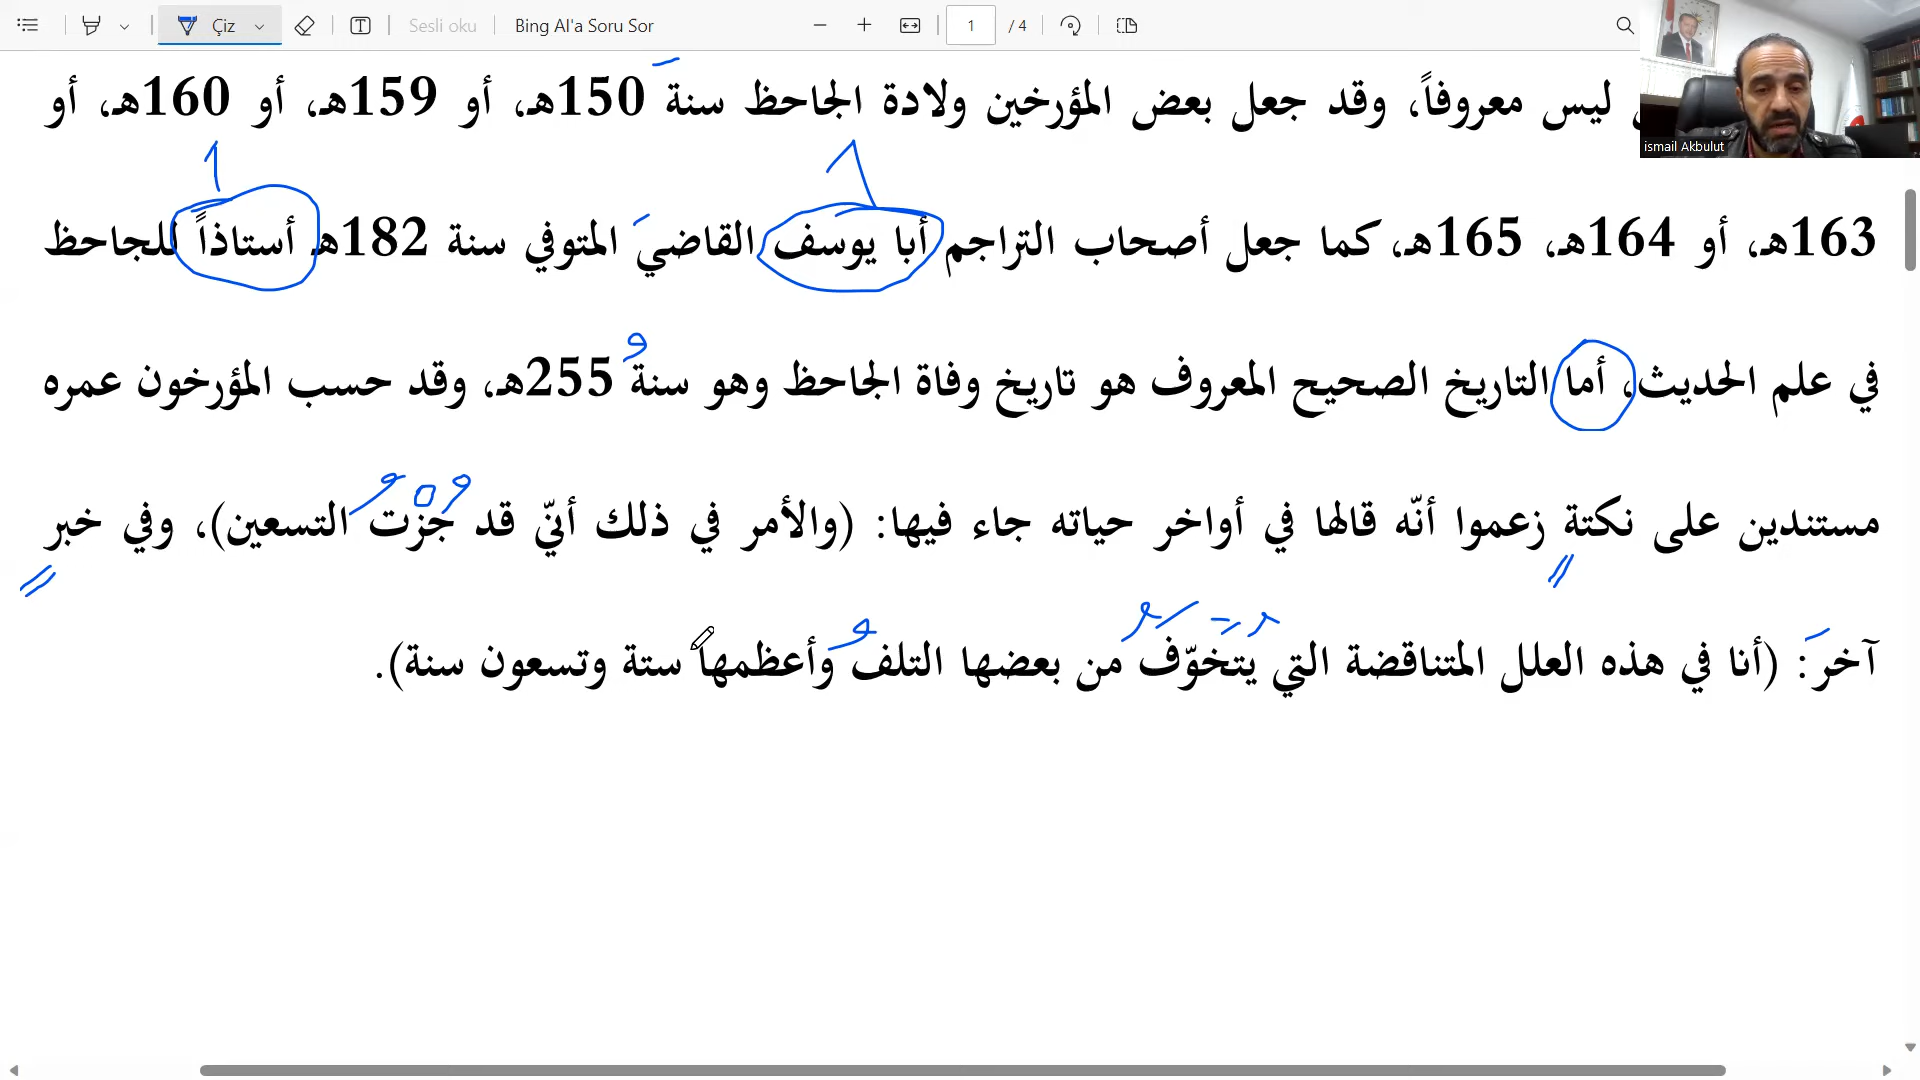 Çiz
Sesli oku
Bing AI'a Soru Sor
1 / 4
ismail Akbulut
ليس معروفاً، وقد جعل بعض المؤرخين ولادة الجاحظ سنة 150هـ، أو 159هـ، أو 160هـ، أو
163هـ، أو 164هـ، 165هـ، كما جعل أصحاب التراجم أبا يوسف القاضيَ المتوفي سنة 182هـ أستاذاً للجاحظ
في علم الحديث، أما التاريخ الصحيح المعروف هو تاريخ وفاة الجاحظ وهو سنة 255هـ، وقد حسب المؤرخون عمره
مستندين على نكتة زعموا أنّه قالها في أواخر حياته جاء فيها: (والأمر في ذلك أنيّ قد جزت التسعين)، وفي خبر
آخر: (أنا في هذه العلل المتناقضة التي يتخوّف من بعضها التلف وأعظمها ستة وتسعون سنة).